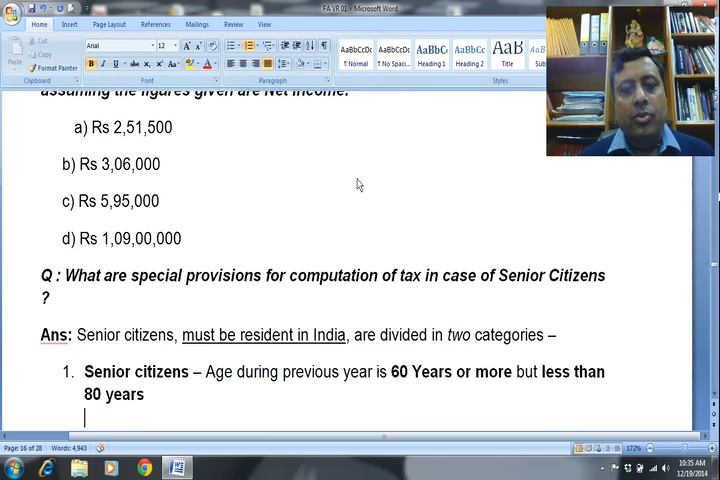 FA VR 01 - Microsoft Word
Home Insert Page Layout References Mailings Review View
Cut
Copy
Paste
Format Painter
Clipboard
Arial 12
Font
Paragraph
AaBbCcDc AaBbCcDc AaBbC AaBbCc AaB AaBbCc
¶ Normal ¶ No Spaci... Heading 1 Heading 2 Title
Styles
assuming the figures given are Net Income.
a) Rs 2,51,500
b) Rs 3,06,000
c) Rs 5,95,000
d) Rs 1,09,00,000
Q : What are special provisions for computation of tax in case of Senior Citizens
?
Ans: Senior citizens, must be resident in India, are divided in two categories –
1. Senior citizens – Age during previous year is 60 Years or more but less than
80 years
Page: 16 of 28 Words: 4,943 172%
10:35 AM
12/19/2014